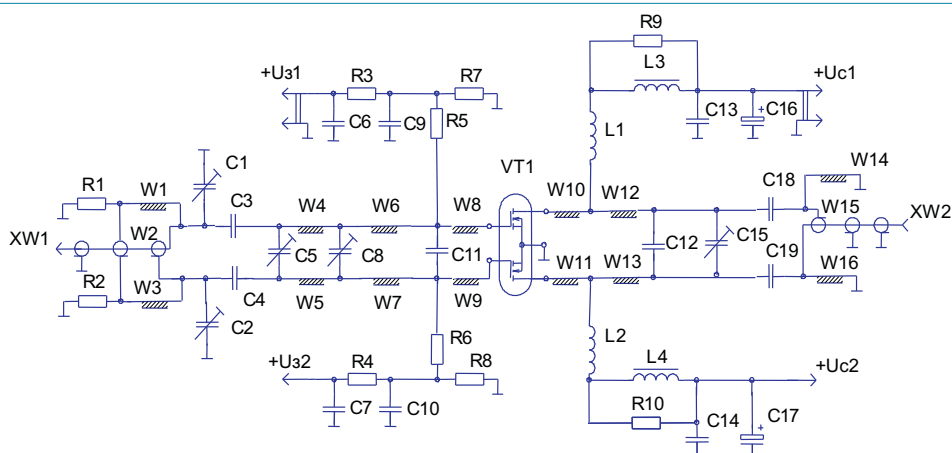 R9
L3
+Uз1
R3
R7
+Uc1
C6
C9
R5
C13
C16
+
L1
VT1
C1
R1
W1
C3
W4
W6
W8
W10
W12
C18
W14
W15
XW1
W2
C5
C8
C11
C12
C15
XW2
R2
W3
C4
W5
W7
W9
W11
W13
C19
W16
C2
R6
L2
+Uз2
R4
R8
L4
+Uc2
C7
C10
R10
C14
C17
+